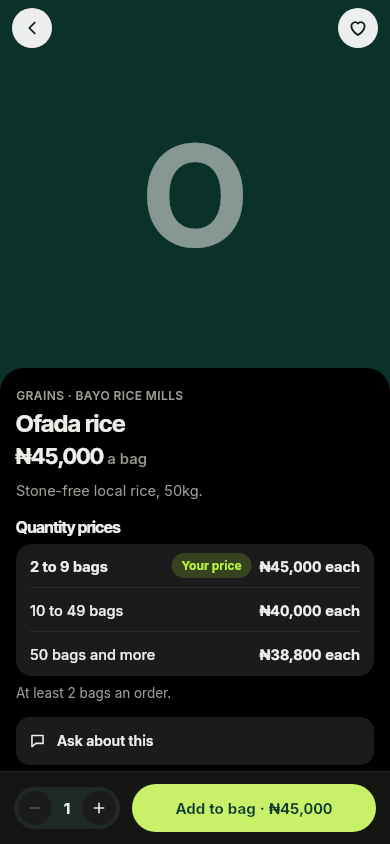 O
GRAINS · BAYO RICE MILLS
Ofada rice
₦45,000 a bag
Stone-free local rice, 50kg.
Quantity prices
2 to 9 bags Your price ₦45,000 each
10 to 49 bags ₦40,000 each
50 bags and more ₦38,800 each
At least 2 bags an order.
Ask about this
1 Add to bag · ₦45,000